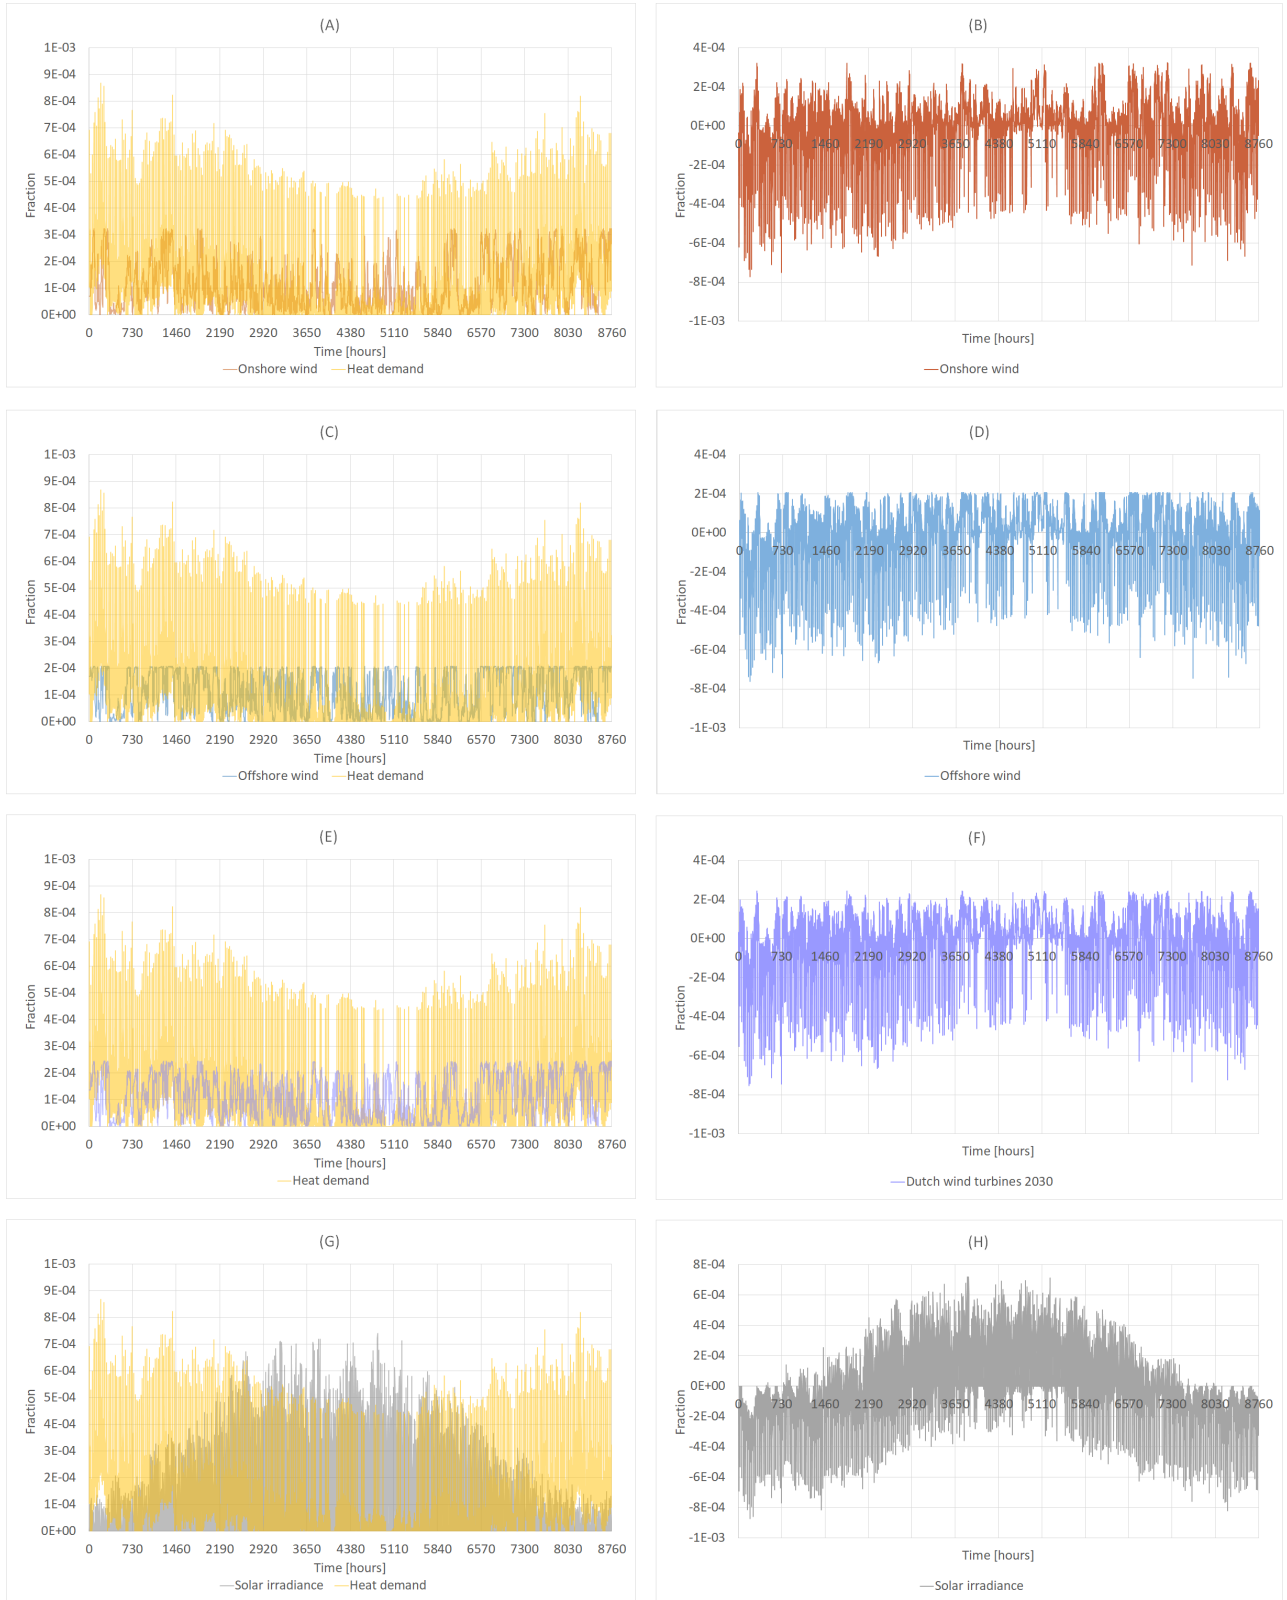 (A)
1E-03
9E-04
8E-04
7E-04
6E-04
5E-04
4E-04
3E-04
2E-04
1E-04
0E+00
Fraction
0 730 1460 2190 2920 3650 4380 5110 5840 6570 7300 8030 8760
Time [hours]
Onshore wind Heat demand
(B)
4E-04
2E-04
0E+00
-2E-04
-4E-04
-6E-04
-8E-04
-1E-03
Fraction
0 730 1460 2190 2920 3650 4380 5110 5840 6570 7300 8030 8760
Time [hours]
Onshore wind
(C)
1E-03
9E-04
8E-04
7E-04
6E-04
5E-04
4E-04
3E-04
2E-04
1E-04
0E+00
Fraction
0 730 1460 2190 2920 3650 4380 5110 5840 6570 7300 8030 8760
Time [hours]
Offshore wind Heat demand
(D)
4E-04
2E-04
0E+00
-2E-04
-4E-04
-6E-04
-8E-04
-1E-03
Fraction
0 730 1460 2190 2920 3650 4380 5110 5840 6570 7300 8030 8760
Time [hours]
Offshore wind
(E)
1E-03
9E-04
8E-04
7E-04
6E-04
5E-04
4E-04
3E-04
2E-04
1E-04
0E+00
Fraction
0 730 1460 2190 2920 3650 4380 5110 5840 6570 7300 8030 8760
Time [hours]
Heat demand
(F)
4E-04
2E-04
0E+00
-2E-04
-4E-04
-6E-04
-8E-04
-1E-03
Fraction
0 730 1460 2190 2920 3650 4380 5110 5840 6570 7300 8030 8760
Time [hours]
Dutch wind turbines 2030
(G)
1E-03
9E-04
8E-04
7E-04
6E-04
5E-04
4E-04
3E-04
2E-04
1E-04
0E+00
Fraction
0 730 1460 2190 2920 3650 4380 5110 5840 6570 7300 8030 8760
Time [hours]
Solar irradiance Heat demand
(H)
8E-04
6E-04
4E-04
2E-04
0E+00
-2E-04
-4E-04
-6E-04
-8E-04
-1E-03
Fraction
0 730 1460 2190 2920 3650 4380 5110 5840 6570 7300 8030 8760
Time [hours]
Solar irradiance